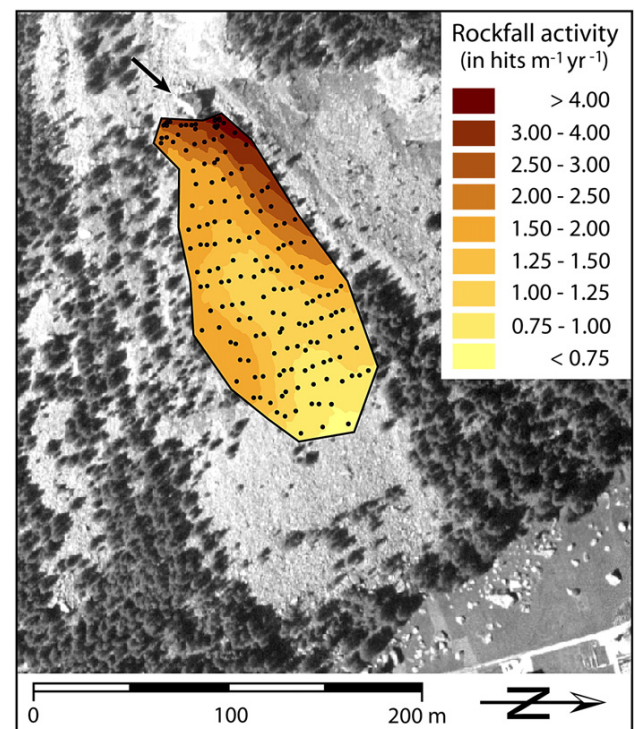 Rockfall activity
(in hits m⁻¹ yr ⁻¹)
> 4.00
3.00 - 4.00
2.50 - 3.00
2.00 - 2.50
1.50 - 2.00
1.25 - 1.50
1.00 - 1.25
0.75 - 1.00
< 0.75
0 100 200 m
N